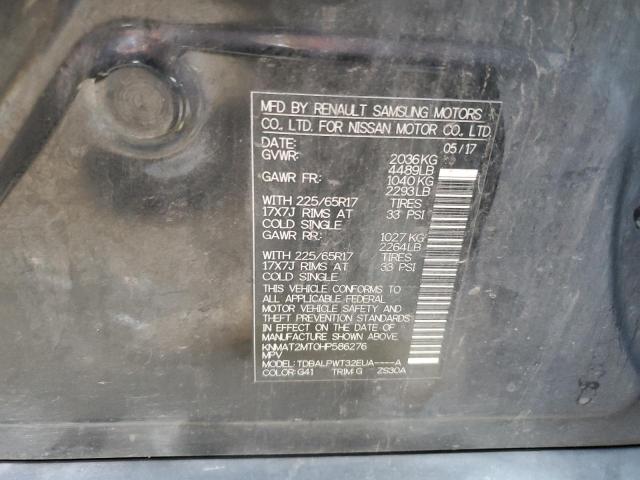 MFD BY RENAULT SAMSUNG MOTORS
CO., LTD. FOR NISSAN MOTOR CO., LTD.
DATE: 05/17
GVWR: 2036KG
4489LB
GAWR FR: 1040KG
2293LB
WITH 225/65R17 TIRES
17X7J RIMS AT 33 PSI
COLD SINGLE
GAWR RR: 1027 KG
2264LB
WITH 225/65R17 TIRES
17X7J RIMS AT 33 PSI
COLD SINGLE
THIS VEHICLE CONFORMS TO
ALL APPLICABLE FEDERAL
MOTOR VEHICLE SAFETY AND
THEFT PREVENTION STANDARDS
IN EFFECT ON THE DATE OF
MANUFACTURE SHOWN ABOVE.
KNMAT2MT0HP586276
MPV
MODEL: TDBALPWT32EUA----A
COLOR: G41 TRIM: G ZS30A